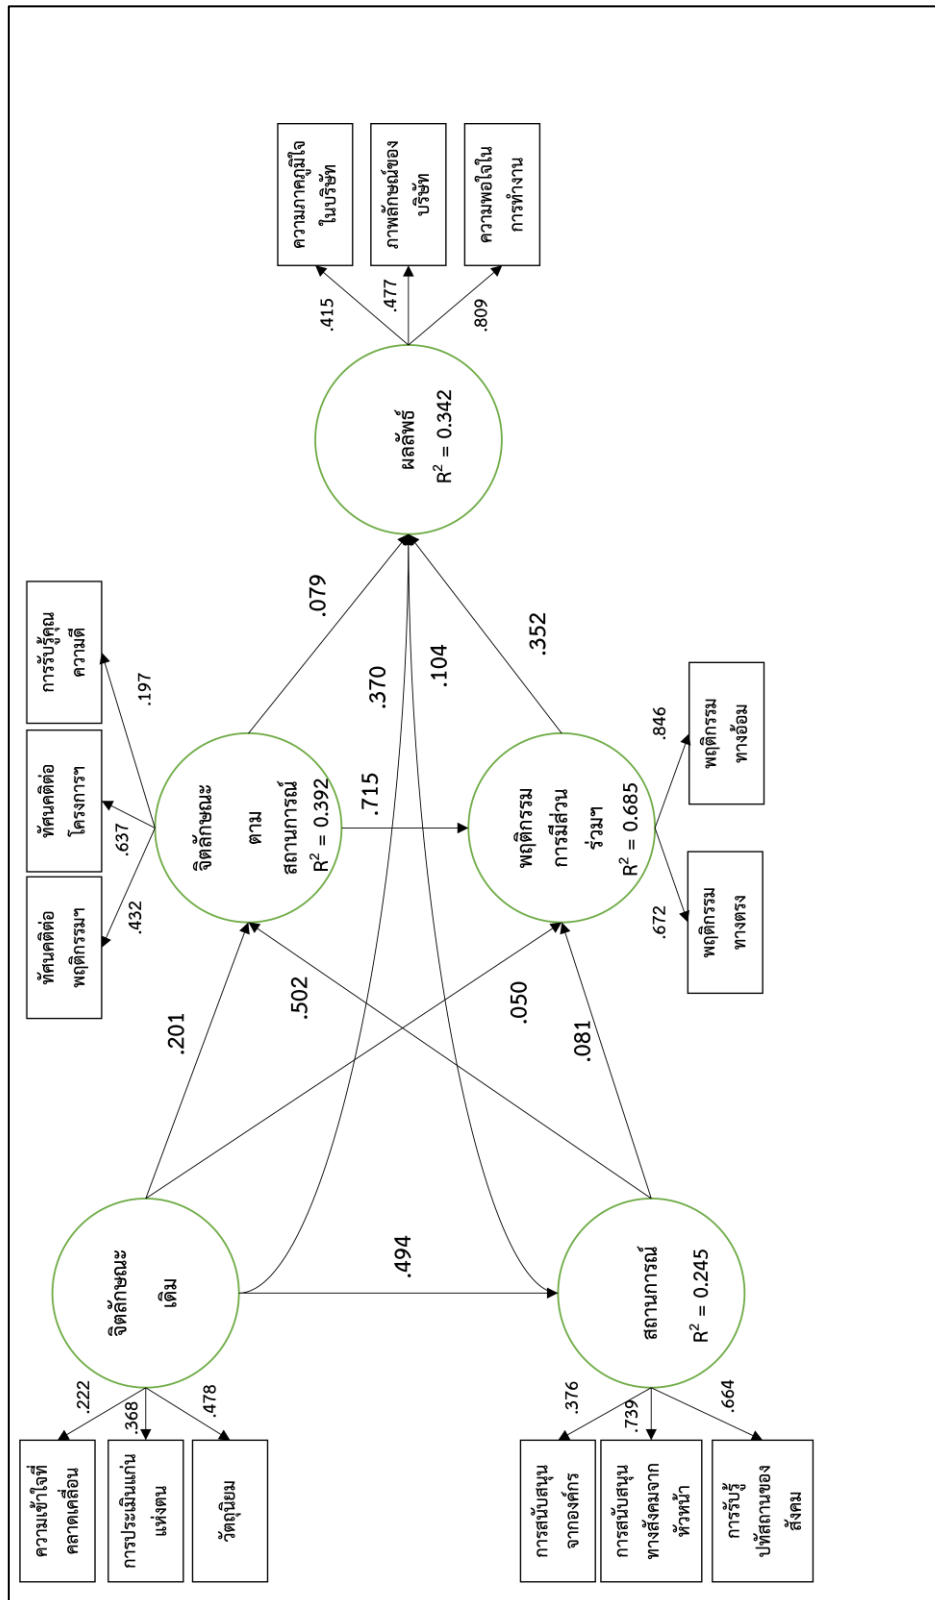 ความเข้าใจที่
คลาดเคลื่อน
การประเมินแก่น
แห่งตน
วัตถุนิยม
.222
.368
.478
จิตลักษณะ
เดิม
การสนับสนุน
จากองค์กร
การสนับสนุน
ทางสังคมจาก
หัวหน้า
การรับรู้
ปทัสถานของ
สังคม
.376
.739
.664
สถานการณ์
R² = 0.245
.494
.201
.502
.050
.081
ทัศนคติต่อ
พฤติกรรมฯ
ทัศนคติต่อ
โครงการฯ
การรับรู้คุณ
ความดี
.432
.637
.197
จิตลักษณะ
ตาม
สถานการณ์
R² = 0.392
.715
พฤติกรรม
การมีส่วน
ร่วมฯ
R² = 0.685
.672
.846
พฤติกรรม
ทางตรง
พฤติกรรม
ทางอ้อม
.079
.370
.104
.352
ผลลัพธ์
R² = 0.342
.415
.477
.809
ความภาคภูมิใจ
ในบริษัท
ภาพลักษณ์ของ
บริษัท
ความพอใจใน
การทำงาน